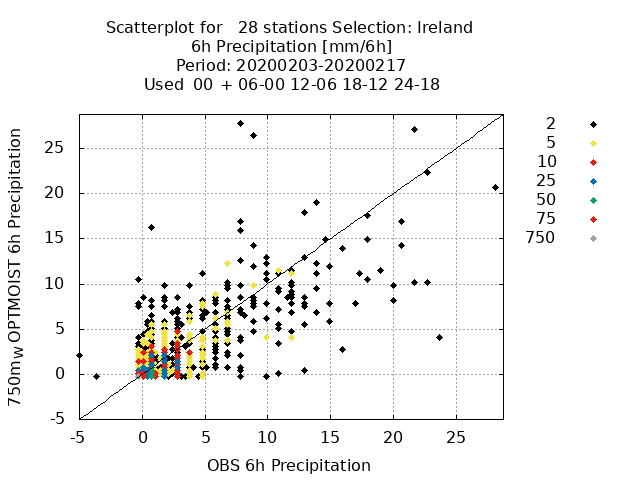 Scatterplot for 28 stations Selection: Ireland
6h Precipitation [mm/6h]
Period: 20200203-20200217
Used 00 + 06-00 12-06 18-12 24-18
2
5
10
25
50
75
750
25
20
15
10
5
0
-5
-5 0 5 10 15 20 25
750mW OPTMOIST 6h Precipitation
OBS 6h Precipitation